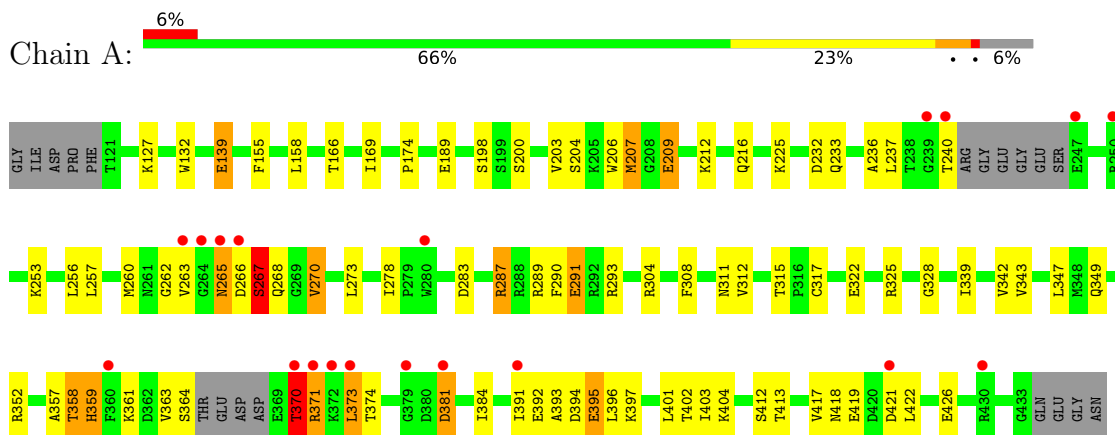 6%
Chain A:
66% 23% • • 6%
GLY ILE ASP PRO PHE T121 K127 W132 E139 F155 L158 T166 I169 P174 E189 S198 S199 S200 V203 S204 K205 W206 M207 G208 E209 K212 Q216 K225 D232 Q233 A236 L237 T238 G239 T240 ARG GLY GLU GLY GLU SER E247
K253 L256 L257 M260 N261 G262 V263 G264 N265 D266 S267 Q268 G269 V270 L273 I278 P279 W280 D283 R287 R288 R289 F290 E291 R292 R293 R304 F308 N311 V312 T315 P316 C317 E322 R325 G328 I339 V342 V343 L347 M348 Q349
R352 A357 T358 H359 F360 K361 D362 V363 S364 THR GLU ASP ASP E369 T370 R371 K372 L373 T374 G379 D380 D381 I384 I391 E392 A393 D394 E395 L396 K397 L401 T402 I403 K404 S412 T413 V417 N418 E419 D420 D421 L422 E426 R430 G433 GLN GLU GLY ASN